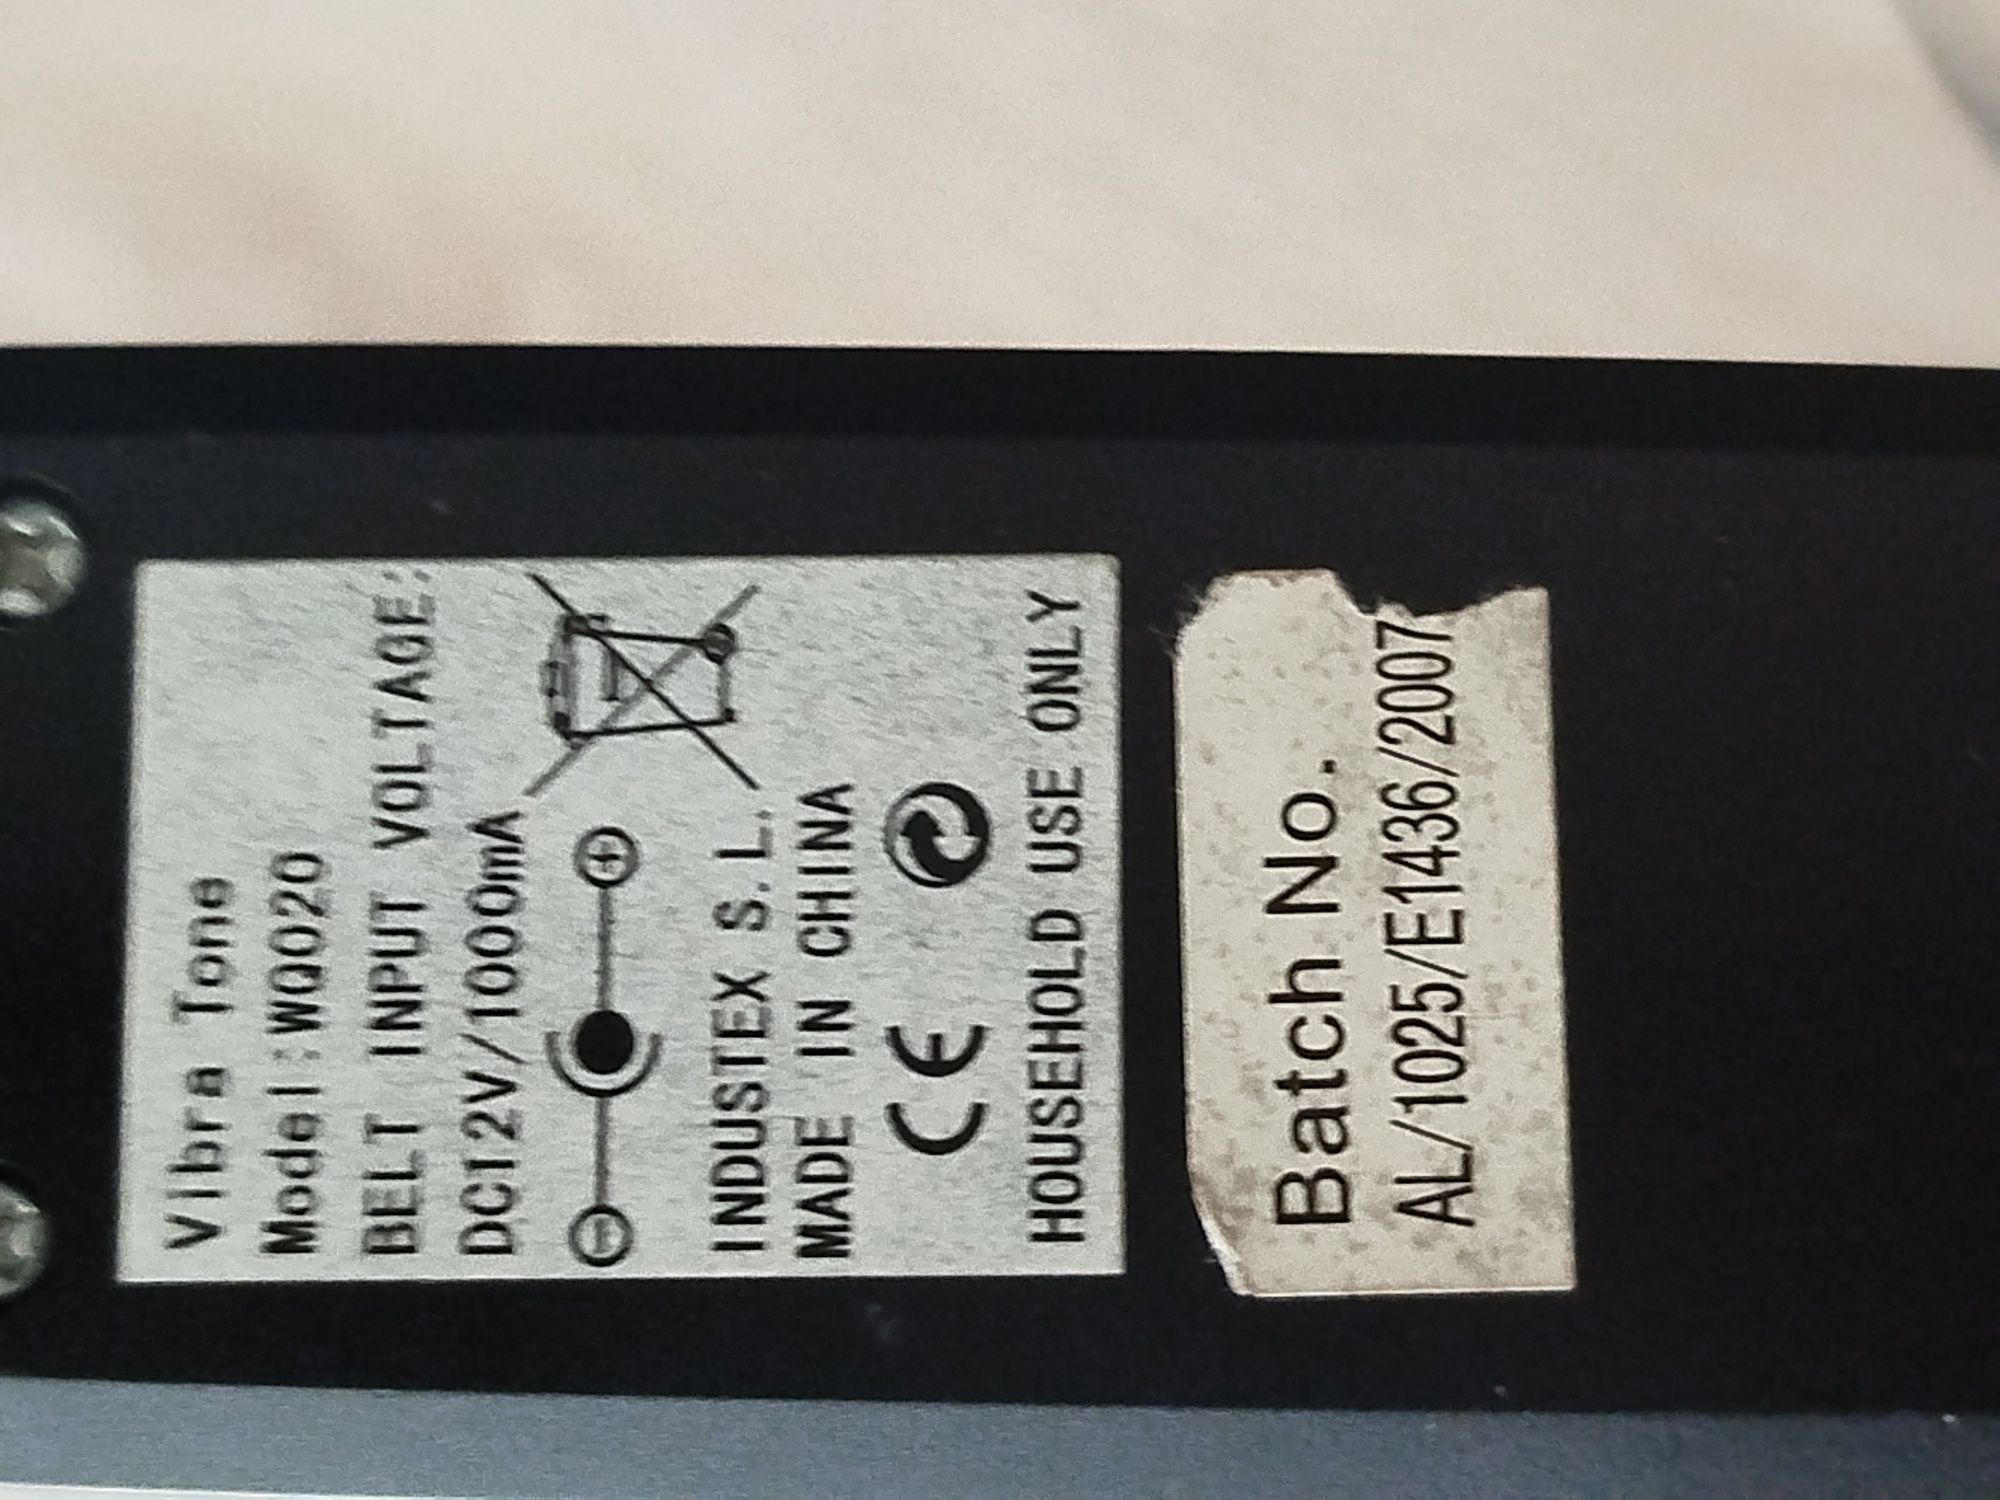 Vibra Tone
Model:WQ020
BELT INPUT VOLTAGE:
DC12V/1000mA
INDUSTEX S.L.
MADE IN CHINA
CE
HOUSEHOLD USE ONLY
Batch No.
AL/1025/E1436/2007